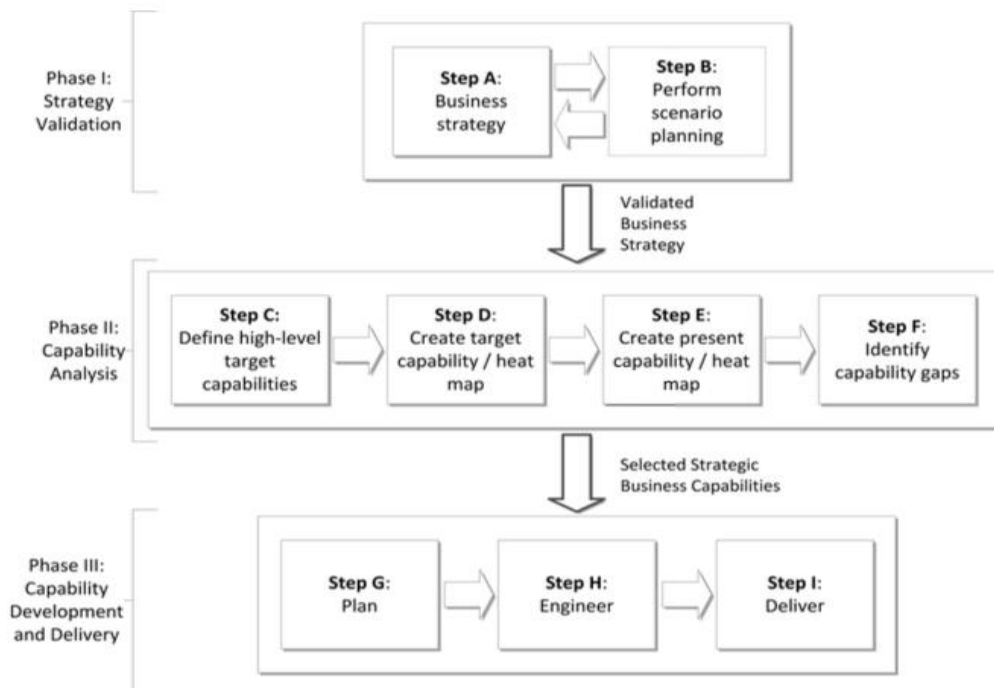 Phase I:
Strategy
Validation
Step A:
Business
strategy
Step B:
Perform
scenario
planning
Validated
Business
Strategy
Phase II:
Capability
Analysis
Step C:
Define high-level
target
capabilities
Step D:
Create target
capability / heat
map
Step E:
Create present
capability / heat
map
Step F:
Identify
capability gaps
Selected Strategic
Business Capabilities
Phase III:
Capability
Development
and Delivery
Step G:
Plan
Step H:
Engineer
Step I:
Deliver